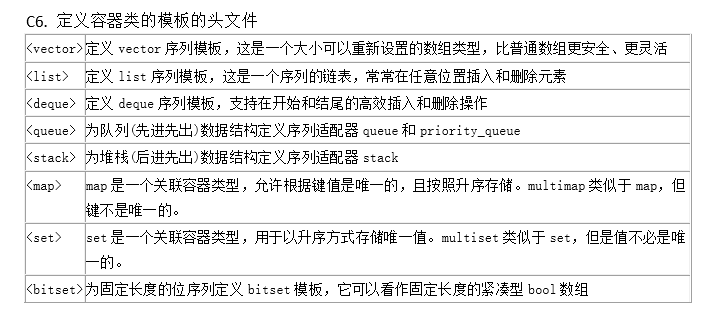 C6. 定义容器类的模板的头文件
<vector> 定义 vector 序列模板，这是一个大小可以重新设置的数组类型，比普通数组更安全、更灵活
<list> 定义 list 序列模板，这是一个序列的链表，常常在任意位置插入和删除元素
<deque> 定义 deque 序列模板，支持在开始和结尾的高效插入和删除操作
<queue> 为队列(先进先出)数据结构定义序列适配器 queue 和 priority_queue
<stack> 为堆栈(后进先出)数据结构定义序列适配器 stack
<map> map 是一个关联容器类型，允许根据键值是唯一的，且按照升序存储。multimap 类似于 map，但
键不是唯一的。
<set> set 是一个关联容器类型，用于以升序方式存储唯一值。multiset 类似于 set，但是值不必是唯
一的。
<bitset> 为固定长度的位序列定义 bitset 模板，它可以看作固定长度的紧凑型 bool 数组